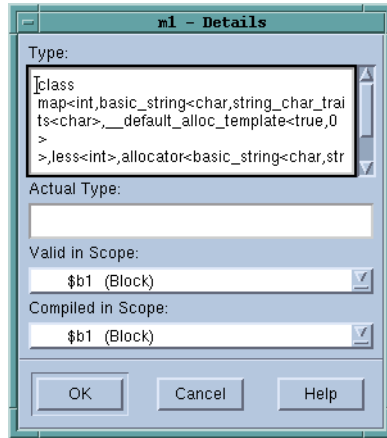 m1 - Details
Type:
class
map<int,basic_string<char,string_char_trai
ts<char>,__default_alloc_template<true,0
>
>,less<int>,allocator<basic_string<char,str
Actual Type:
Valid in Scope:
$b1 (Block)
Compiled in Scope:
$b1 (Block)
OK Cancel Help